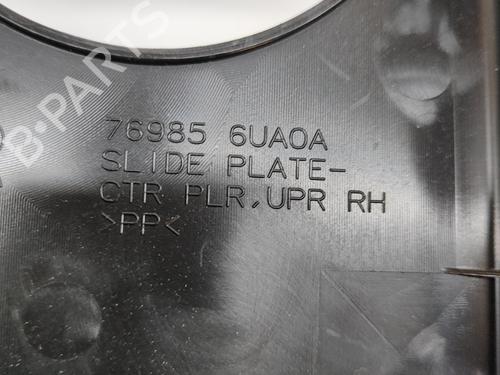 76985 6UA0A
SLIDE PLATE-
CTR PLR,UPR RH
>PP<
B-PARTS